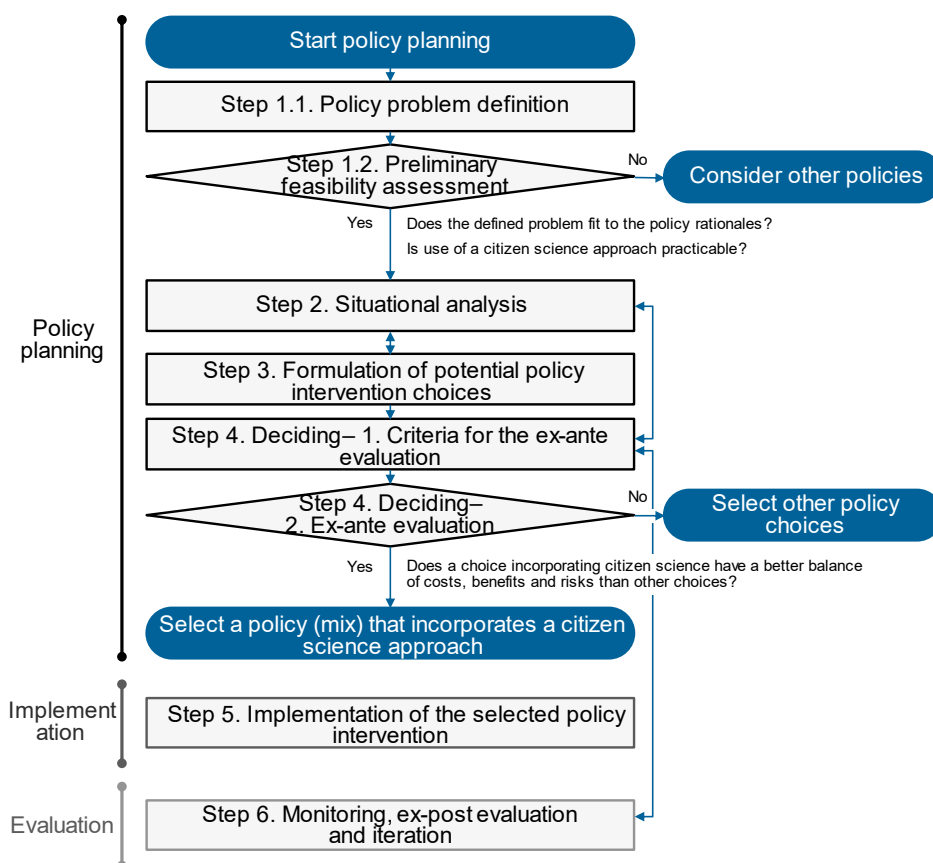 Start policy planning
Step 1.1. Policy problem definition
Step 1.2. Preliminary
feasibility assessment
No
Consider other policies
Yes
Does the defined problem fit to the policy rationales?
Is use of a citizen science approach practicable?
Step 2. Situational analysis
Policy
planning
Step 3. Formulation of potential policy
intervention choices
Step 4. Deciding– 1. Criteria for the ex-ante
evaluation
Step 4. Deciding–
2. Ex-ante evaluation
No
Select other policy
choices
Yes
Does a choice incorporating citizen science have a better balance
of costs, benefits and risks than other choices?
Select a policy (mix) that incorporates a citizen
science approach
Implement
ation
Step 5. Implementation of the selected policy
intervention
Evaluation
Step 6. Monitoring, ex-post evaluation
and iteration